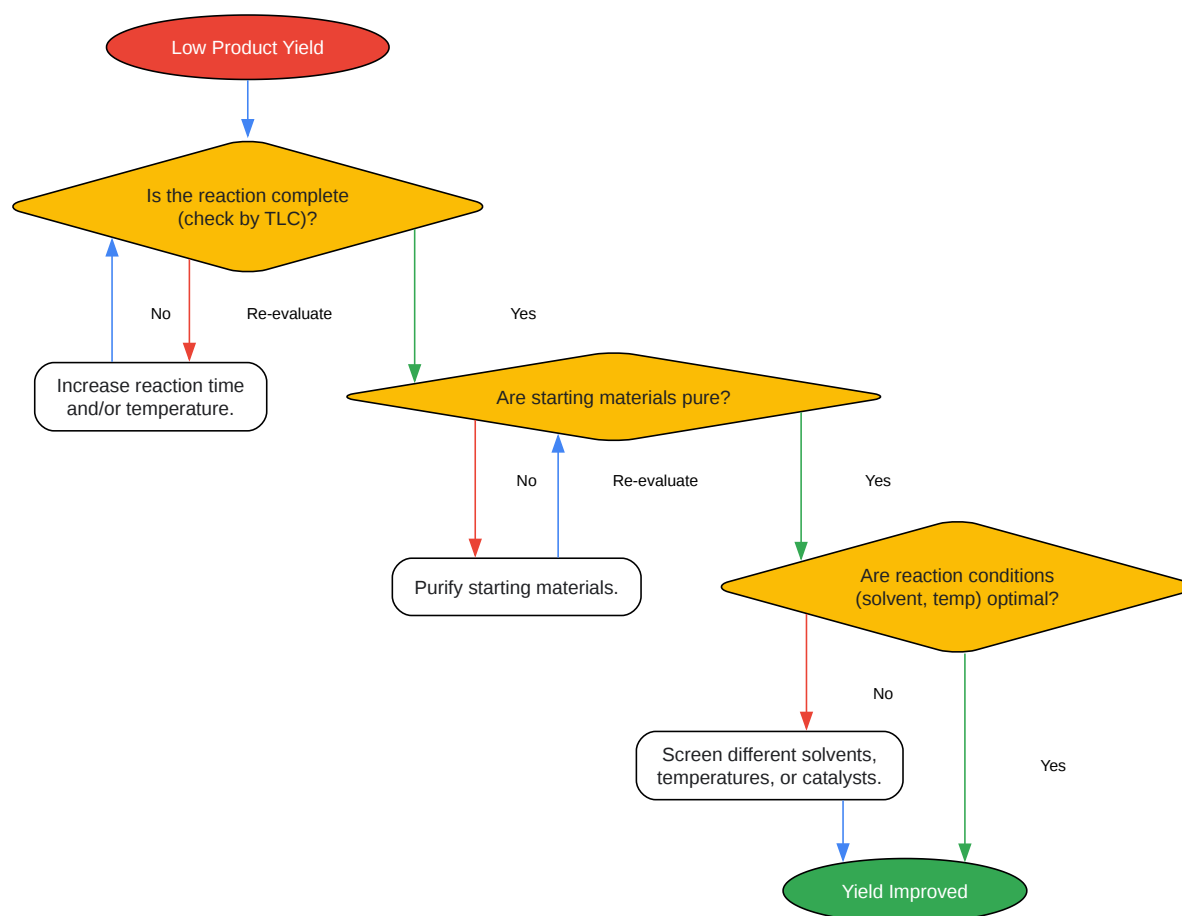 Low Product Yield
Is the reaction complete
(check by TLC)?
No
Re-evaluate
Yes
Increase reaction time
and/or temperature.
Are starting materials pure?
No
Re-evaluate
Yes
Purify starting materials.
Are reaction conditions
(solvent, temp) optimal?
No
Screen different solvents,
temperatures, or catalysts.
Yes
Yield Improved